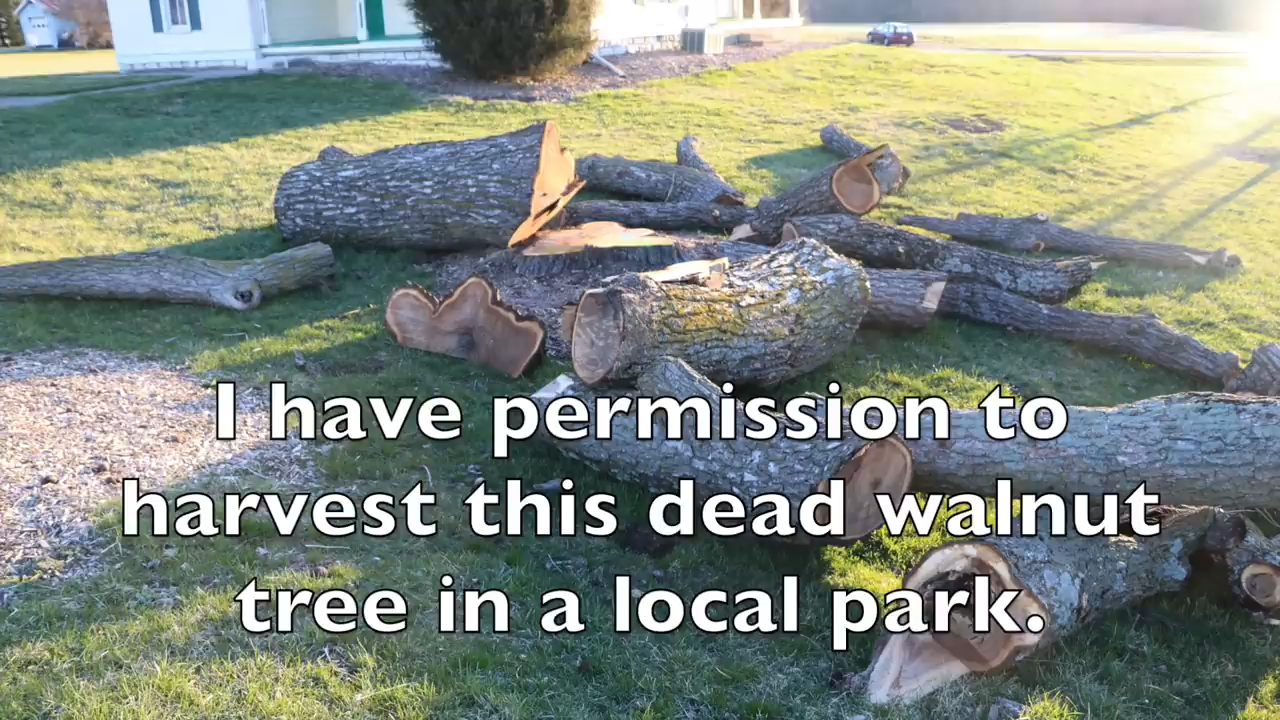 I have permission to
harvest this dead walnut
tree in a local park.